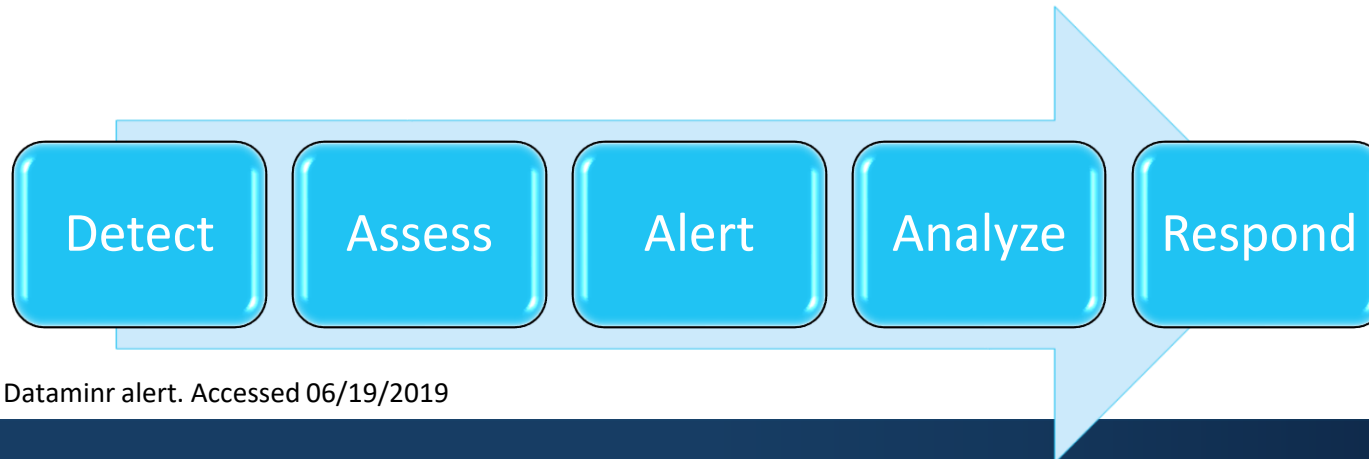 Detect
Assess
Alert
Analyze
Respond
Dataminr alert. Accessed 06/19/2019